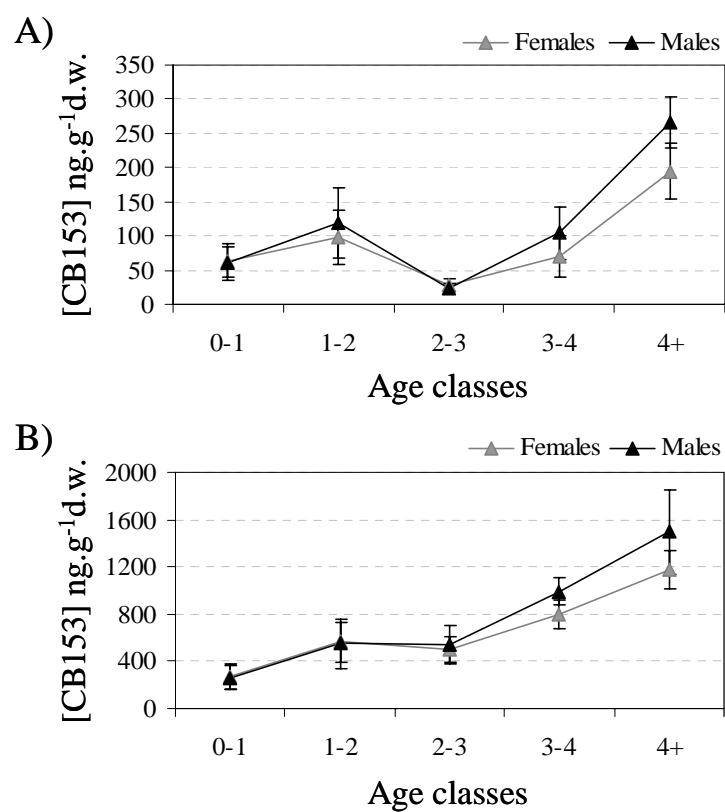 A)
Females Males
350
300
250
200
150
100
50
0
[CB153] ng.g⁻¹d.w.
0-1 1-2 2-3 3-4 4+
Age classes
B)
Females Males
2000
1600
1200
800
400
0
[CB153] ng.g⁻¹d.w.
0-1 1-2 2-3 3-4 4+
Age classes